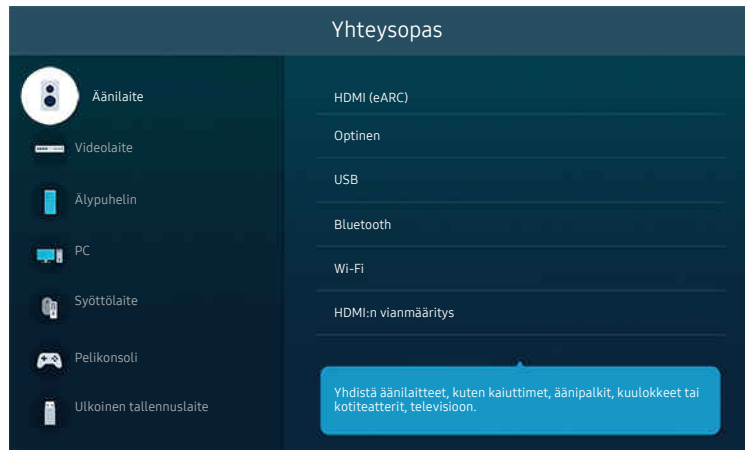 Yhteysopas
Äänilaite
Videolaite
Älypuhelin
PC
Syöttölaite
Pelikonsoli
Ulkoinen tallennuslaite
HDMI (eARC)
Optinen
USB
Bluetooth
Wi-Fi
HDMI:n vianmääritys
Yhdistä äänilaitteet, kuten kaiuttimet, äänipalkit, kuulokkeet tai
kotiteatterit, televisioon.